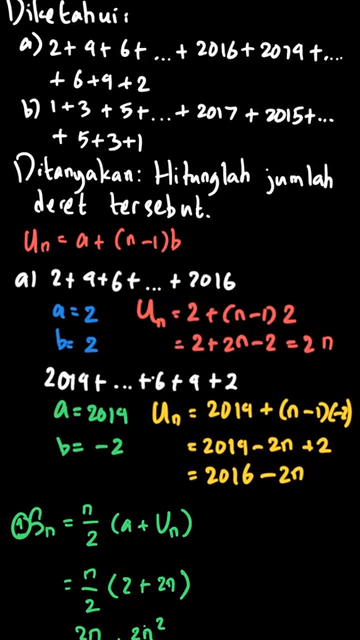 Diketahui:
a) 2 + 4 + 6 + ... + 2016 + 2014 + ...
+ 6 + 4 + 2
b) 1 + 3 + 5 + ... + 2017 + 2015 + ...
+ 5 + 3 + 1
Ditanyakan: Hitunglah jumlah
deret tersebut.
Un = a + (n-1)b
a) 2 + 4 + 6 + ... + 2016
a = 2 Un = 2 + (n-1) 2
b = 2 = 2 + 2n - 2 = 2n
2014 + ... + 6 + 4 + 2
a = 2014 Un = 2014 + (n-1)(-2)
b = -2 = 2014 - 2n + 2
= 2016 - 2n
① Sn = n/2 (a + Un)
= n/2 (2 + 2n)
2n 2n²